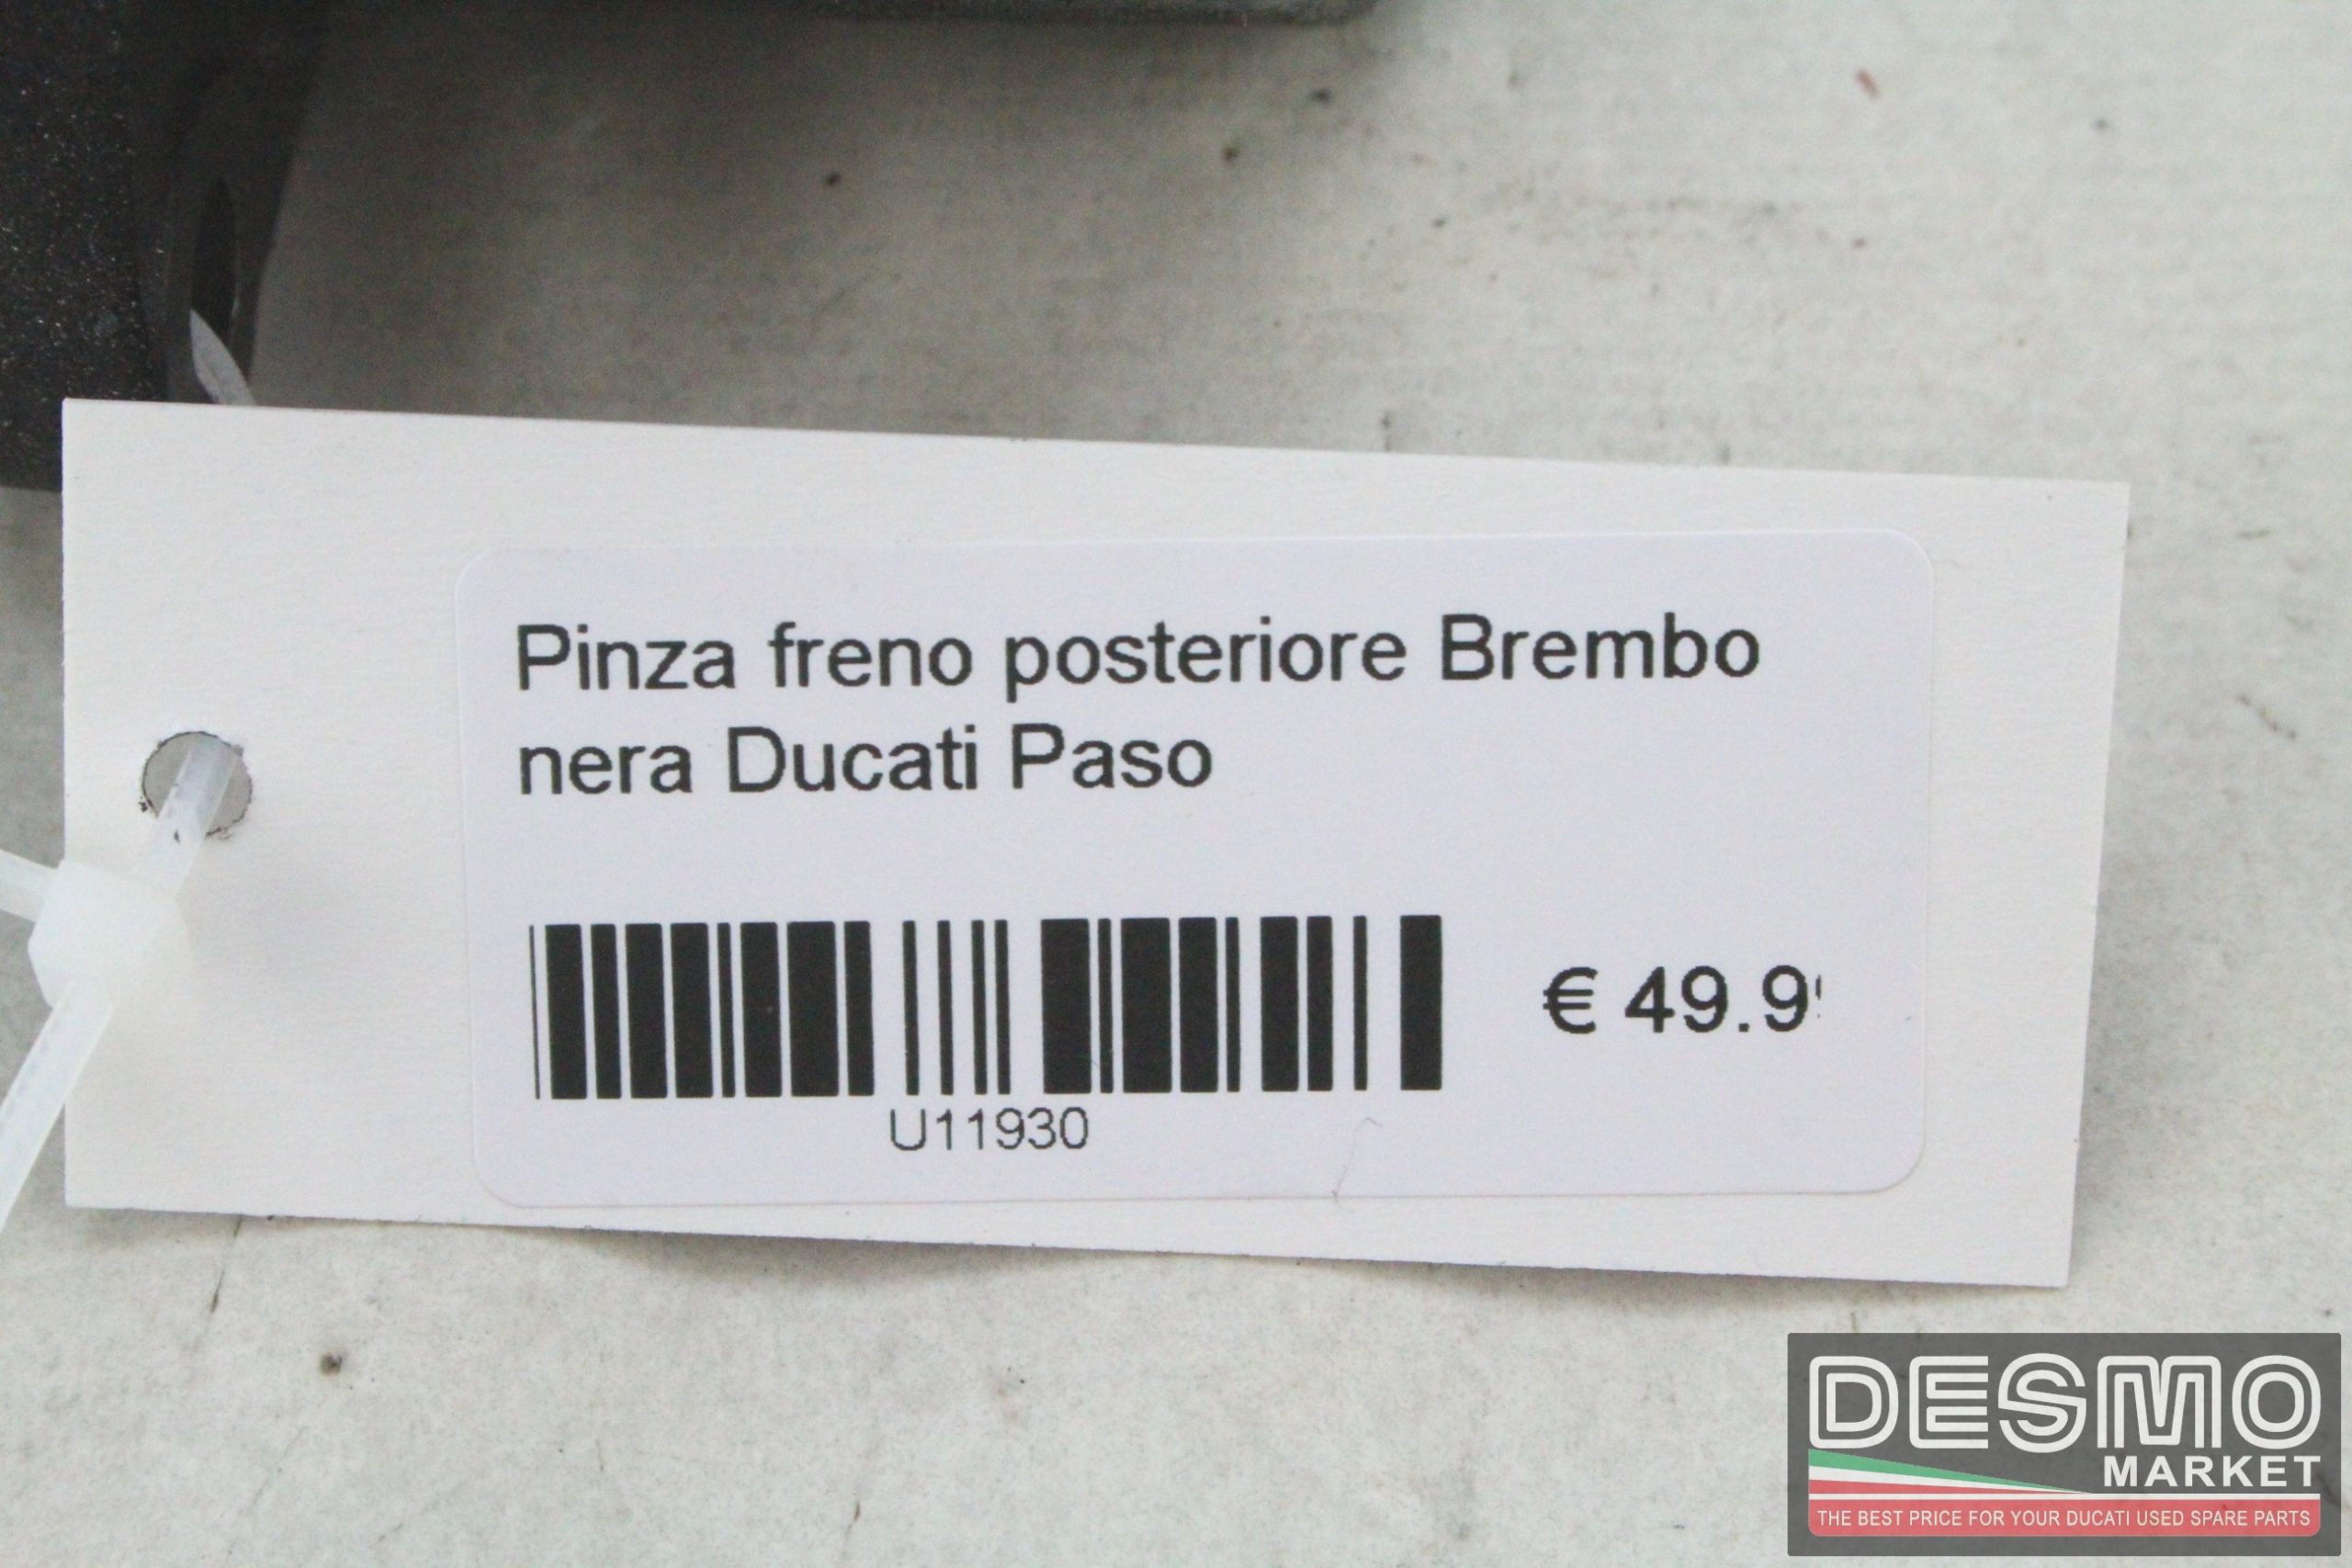 Pinza freno posteriore Brembo
nera Ducati Paso
U11930
€ 49.9
DESMO
MARKET
THE BEST PRICE FOR YOUR DUCATI USED SPARE PARTS